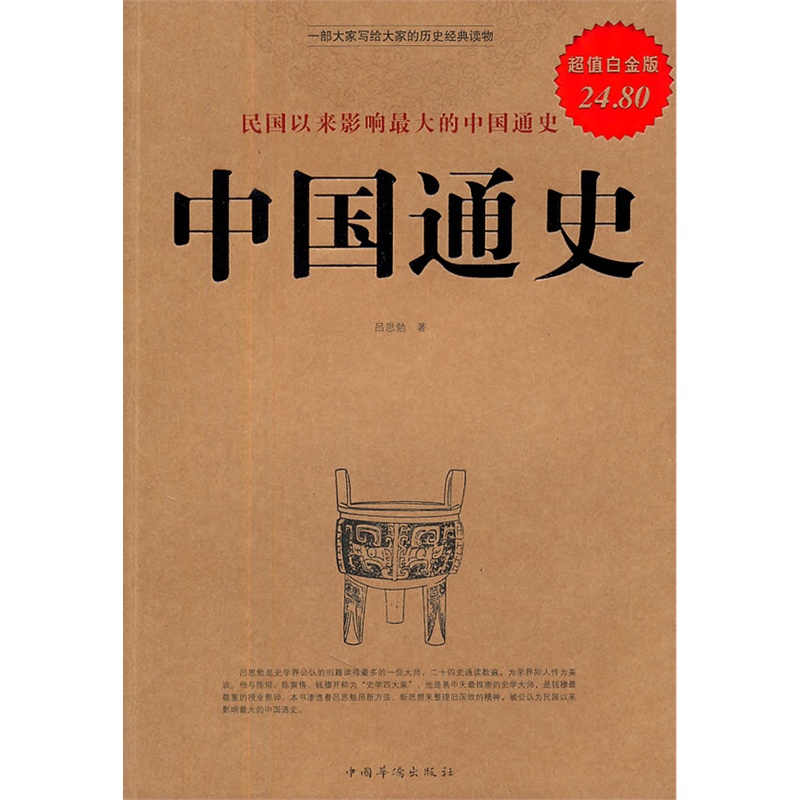 一部大家写给大家的历史经典读物
超值白金版
24.80
民国以来影响最大的中国通史
中国通史
吕思勉 著
吕思勉是史学界公认的旧籍读得最多的一位大师，二十四史诵读数遍，为学界同人传为美
谈。他与陈垣、陈寅恪、钱穆并称为“史学四大家”，他是易中天最推崇的史学大师，是钱穆最
敬重的授业恩师。本书渗透着吕思勉用新方法、新思想来整理旧国故的精神，被公认为民国以来
影响最大的中国通史。
中国华侨出版社